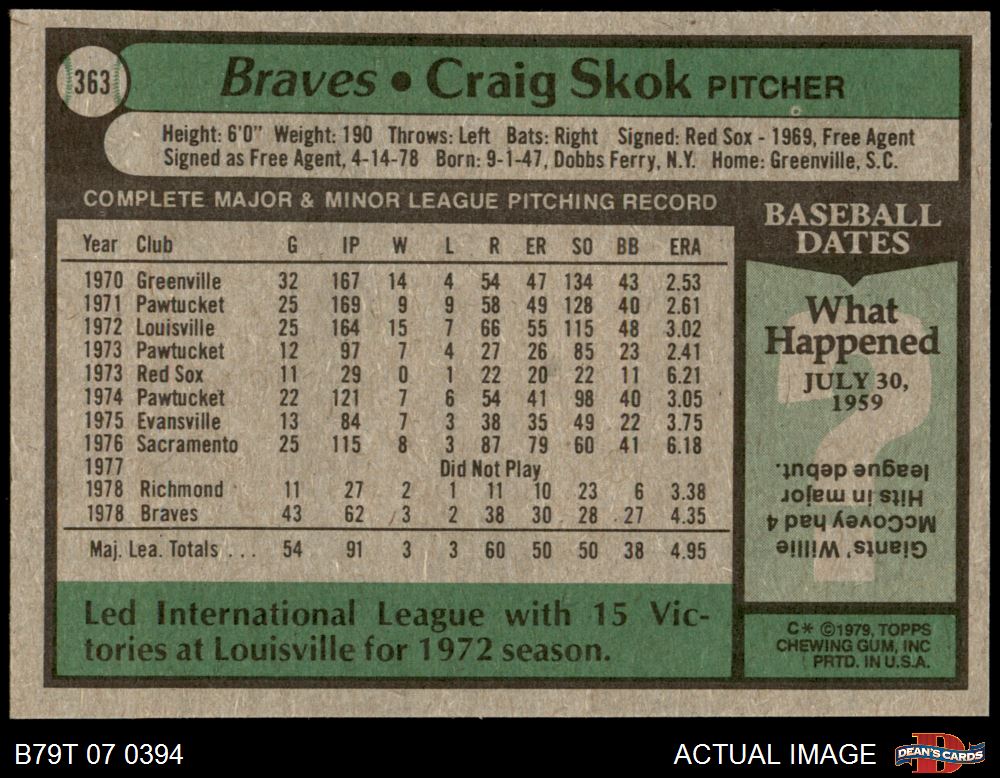 363
Braves • Craig Skok PITCHER
Height: 6'0" Weight: 190 Throws: Left Bats: Right Signed: Red Sox - 1969, Free Agent
Signed as Free Agent, 4-14-78 Born: 9-1-47, Dobbs Ferry, N.Y. Home: Greenville, S.C.
COMPLETE MAJOR & MINOR LEAGUE PITCHING RECORD
Year Club G IP W L R ER SO BB ERA
1970 Greenville 32 167 14 4 54 47 134 43 2.53
1971 Pawtucket 25 169 9 9 58 49 128 40 2.61
1972 Louisville 25 164 15 7 66 55 115 48 3.02
1973 Pawtucket 12 97 7 4 27 26 85 23 2.41
1973 Red Sox 11 29 0 1 22 20 22 11 6.21
1974 Pawtucket 22 121 7 6 54 41 98 40 3.05
1975 Evansville 13 84 7 3 38 35 49 22 3.75
1976 Sacramento 25 115 8 3 87 79 60 41 6.18
1977 Did Not Play
1978 Richmond 11 27 2 1 11 10 23 6 3.38
1978 Braves 43 62 3 2 38 30 28 27 4.35
Maj. Lea. Totals . . . 54 91 3 3 60 50 50 38 4.95
Led International League with 15 Vic-
tories at Louisville for 1972 season.
BASEBALL
DATES
What
Happened
JULY 30,
1959
Giants' Willie
McCovey had 4
Hits in major
league debut.
C* ©1979, TOPPS
CHEWING GUM, INC
PRTD. IN U.S.A.
B79T 07 0394
ACTUAL IMAGE
DEAN'S CARDS